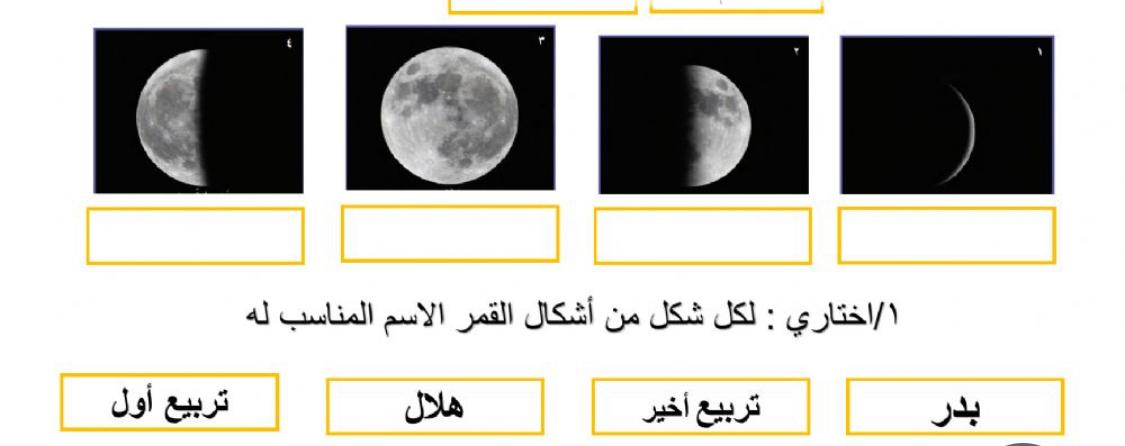 ١ ٢ ٣ ٤
١/اختاري : لكل شكل من أشكال القمر الاسم المناسب له
بدر تربيع أخير هلال تربيع أول